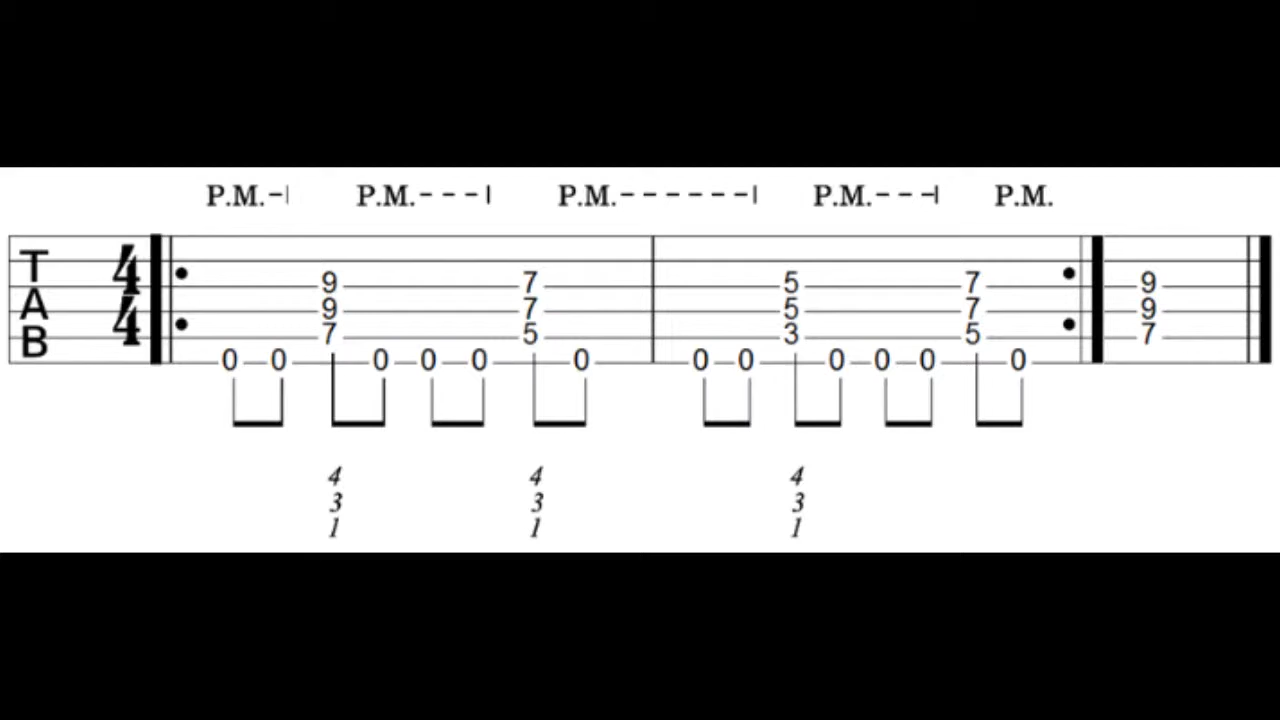 P.M. P.M. P.M. P.M. P.M.
T 4 9 7 5 7 9
A 4 9 7 5 7 9
B 7 5 3 5 7
0 0 0 0 0 0 0 0 0 0 0 0
4 4 4
3 3 3
1 1 1